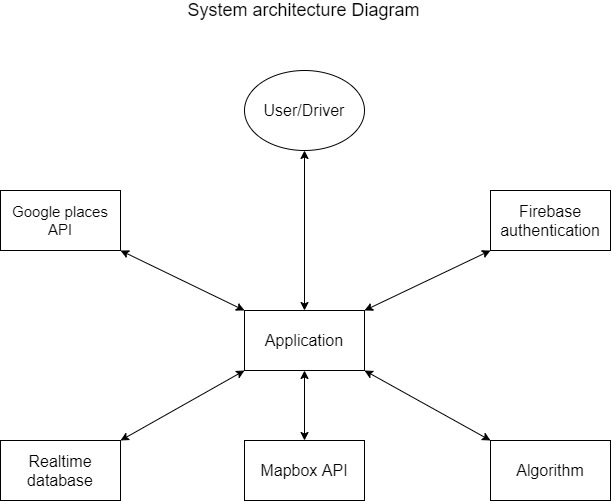 System architecture Diagram
User/Driver
Google places
API
Firebase
authentication
Application
Realtime
database
Mapbox API
Algorithm